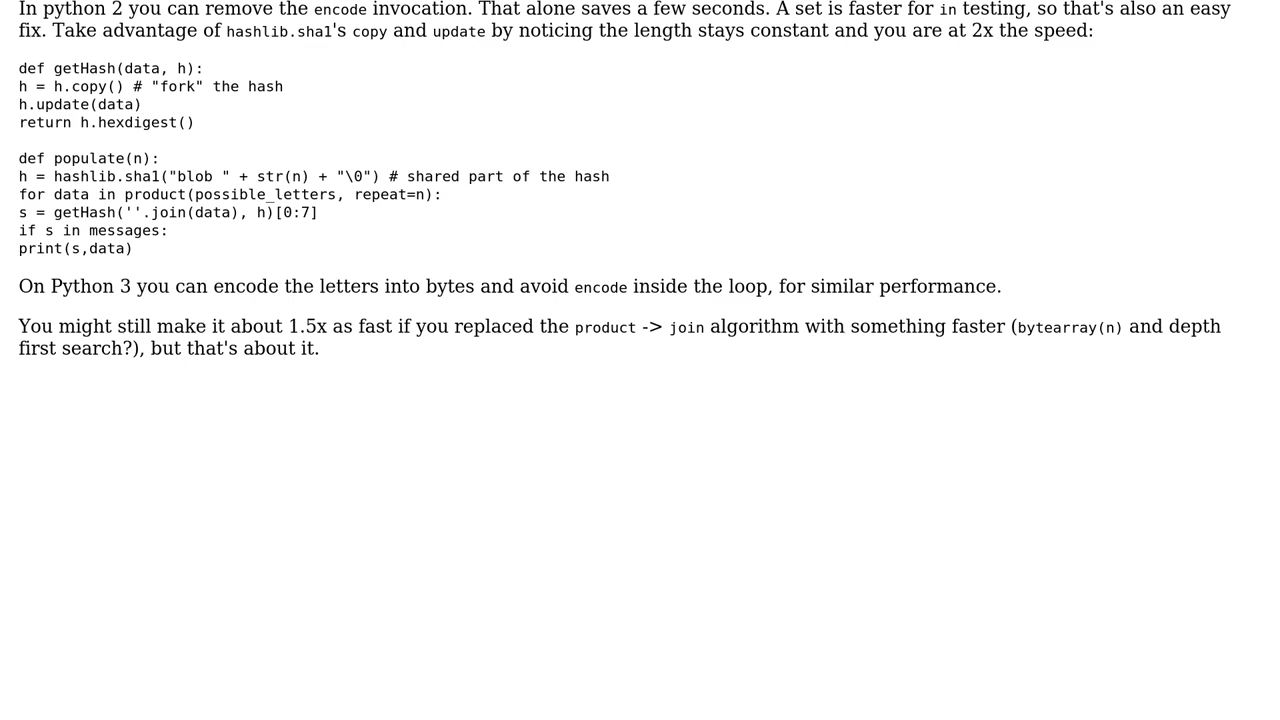 In python 2 you can remove the encode invocation. That alone saves a few seconds. A set is faster for in testing, so that's also an easy
fix. Take advantage of hashlib.sha1's copy and update by noticing the length stays constant and you are at 2x the speed:
def getHash(data, h):
h = h.copy() # "fork" the hash
h.update(data)
return h.hexdigest()
def populate(n):
h = hashlib.sha1("blob " + str(n) + "\0") # shared part of the hash
for data in product(possible_letters, repeat=n):
s = getHash(''.join(data), h)[0:7]
if s in messages:
print(s,data)
On Python 3 you can encode the letters into bytes and avoid encode inside the loop, for similar performance.
You might still make it about 1.5x as fast if you replaced the product -> join algorithm with something faster (bytearray(n) and depth
first search?), but that's about it.